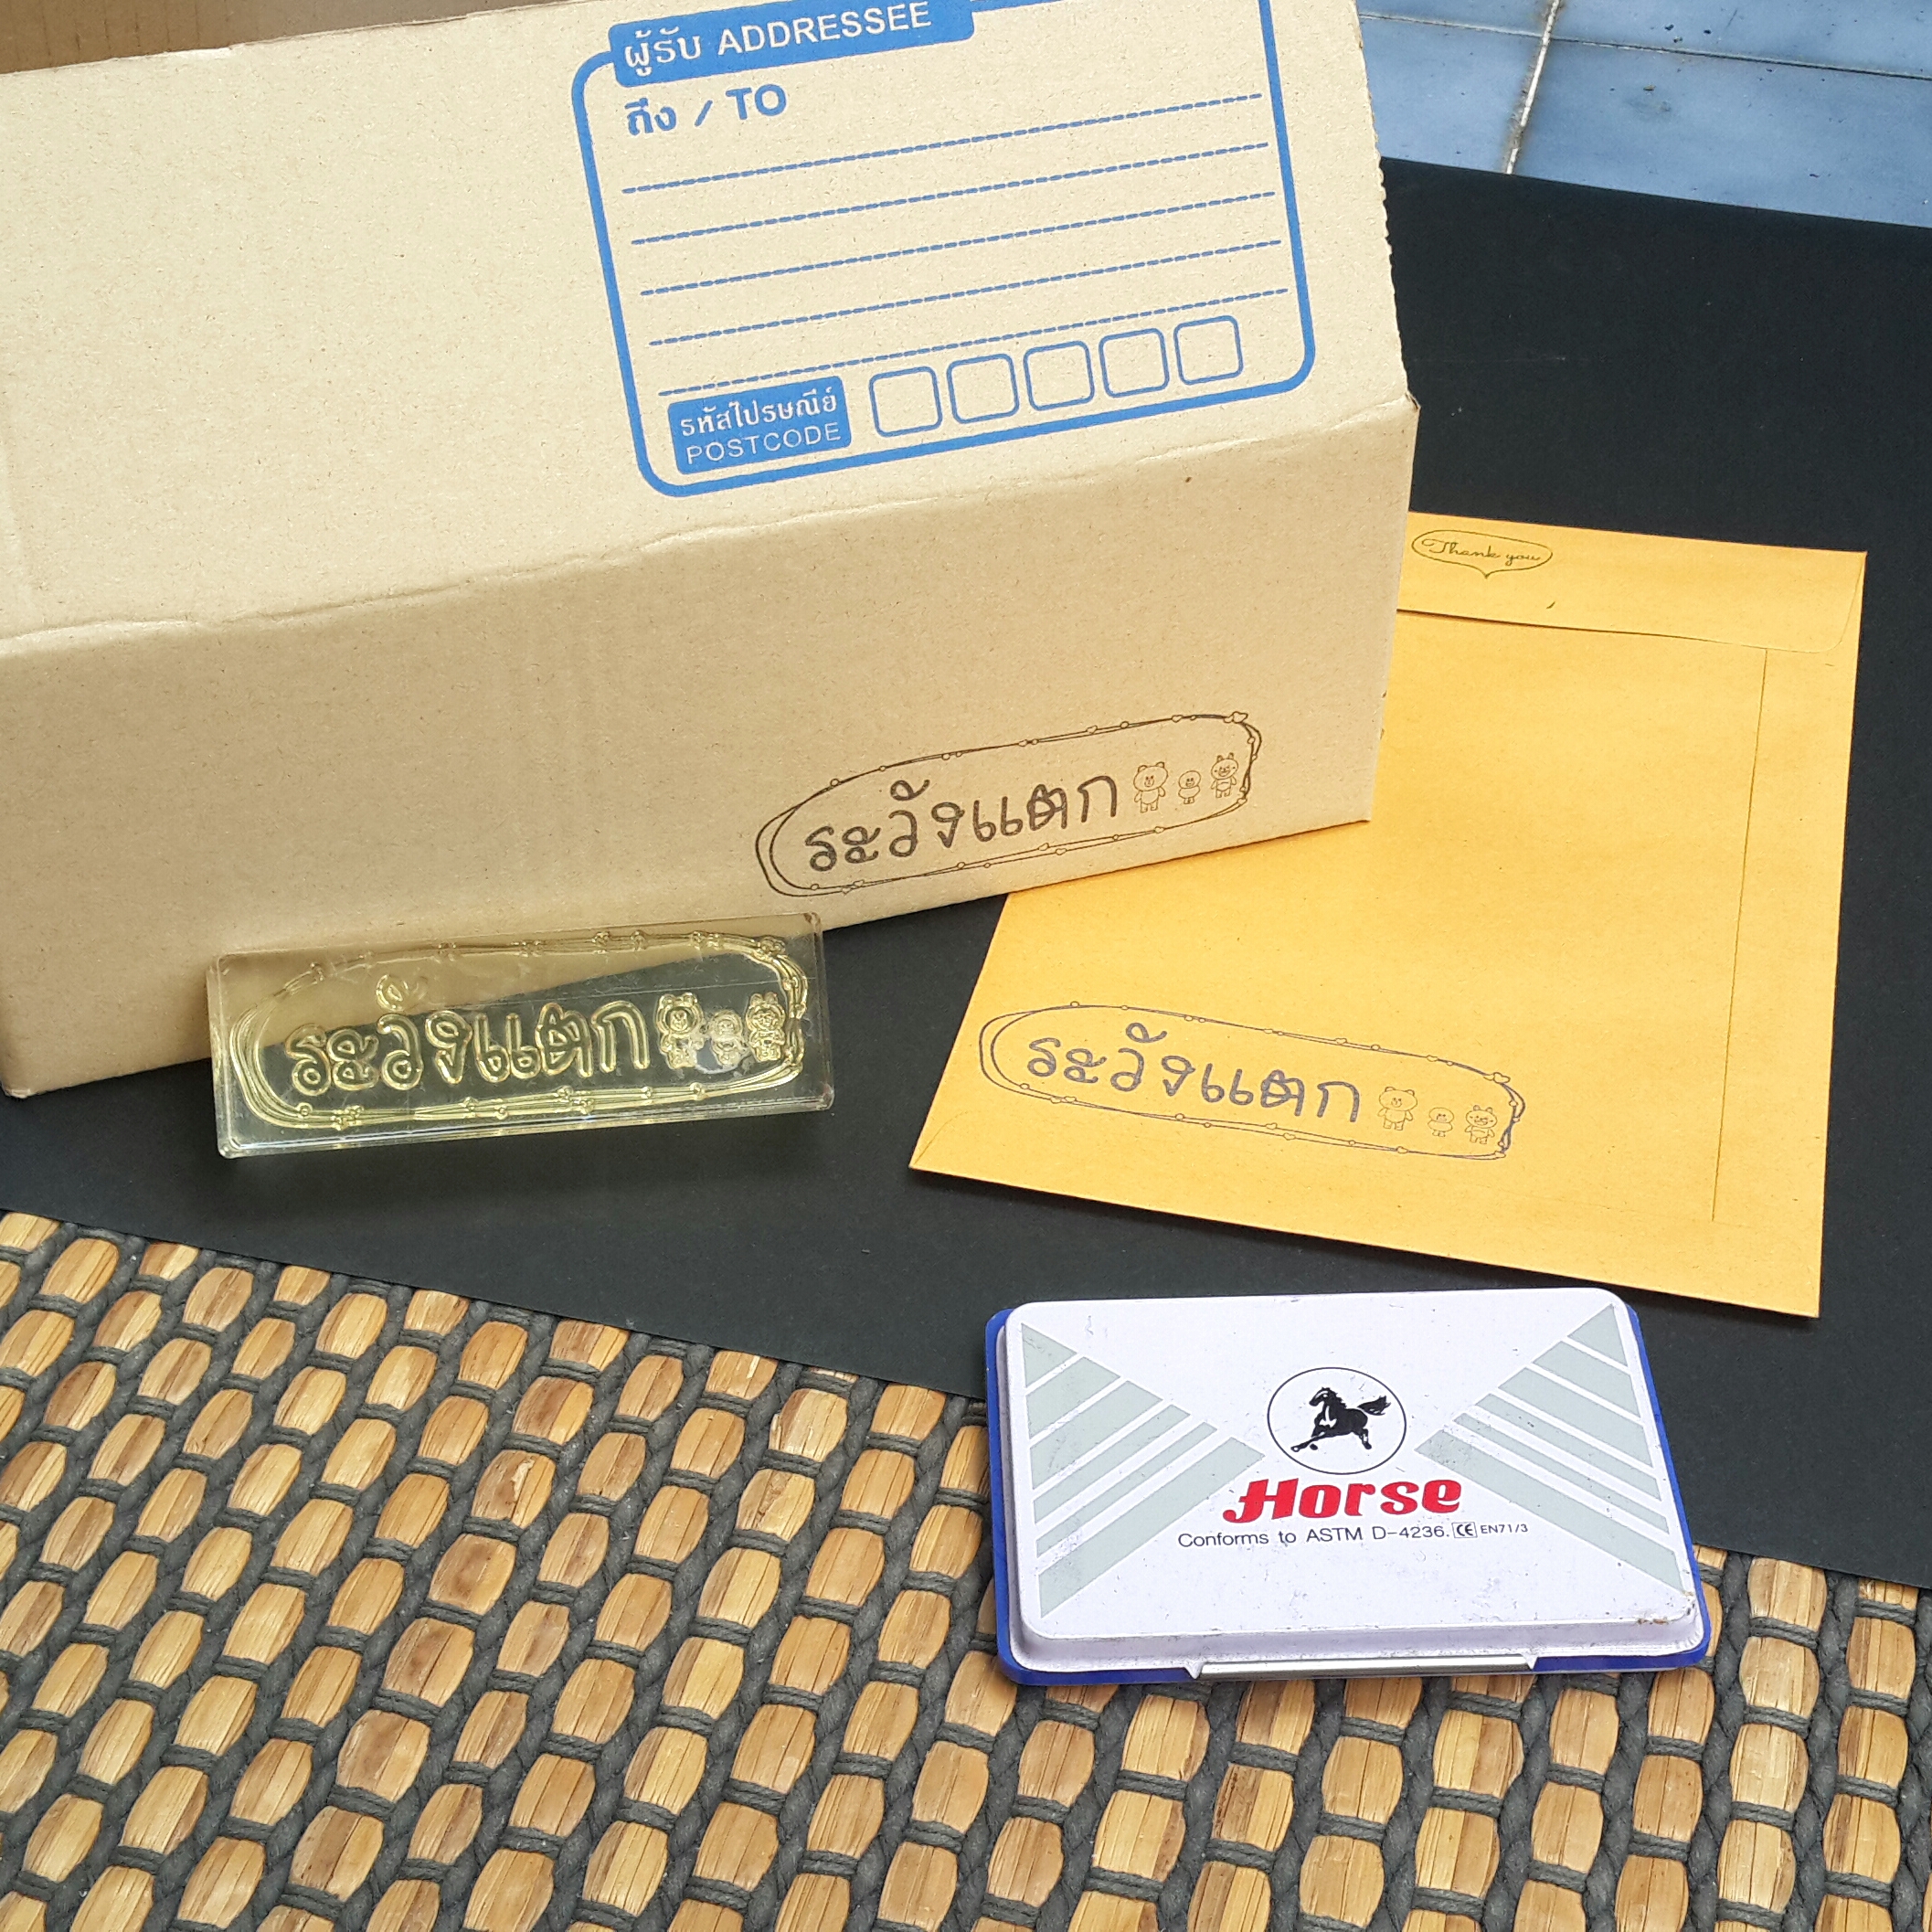 ผู้รับ ADDRESSEE
ถึง / TO
รหัสไปรษณีย์
POSTCODE
Thank you
ระวังแตก
ระวังแตก
ระวังแตก
Horse
Conforms to ASTM D-4236. CE EN71/3